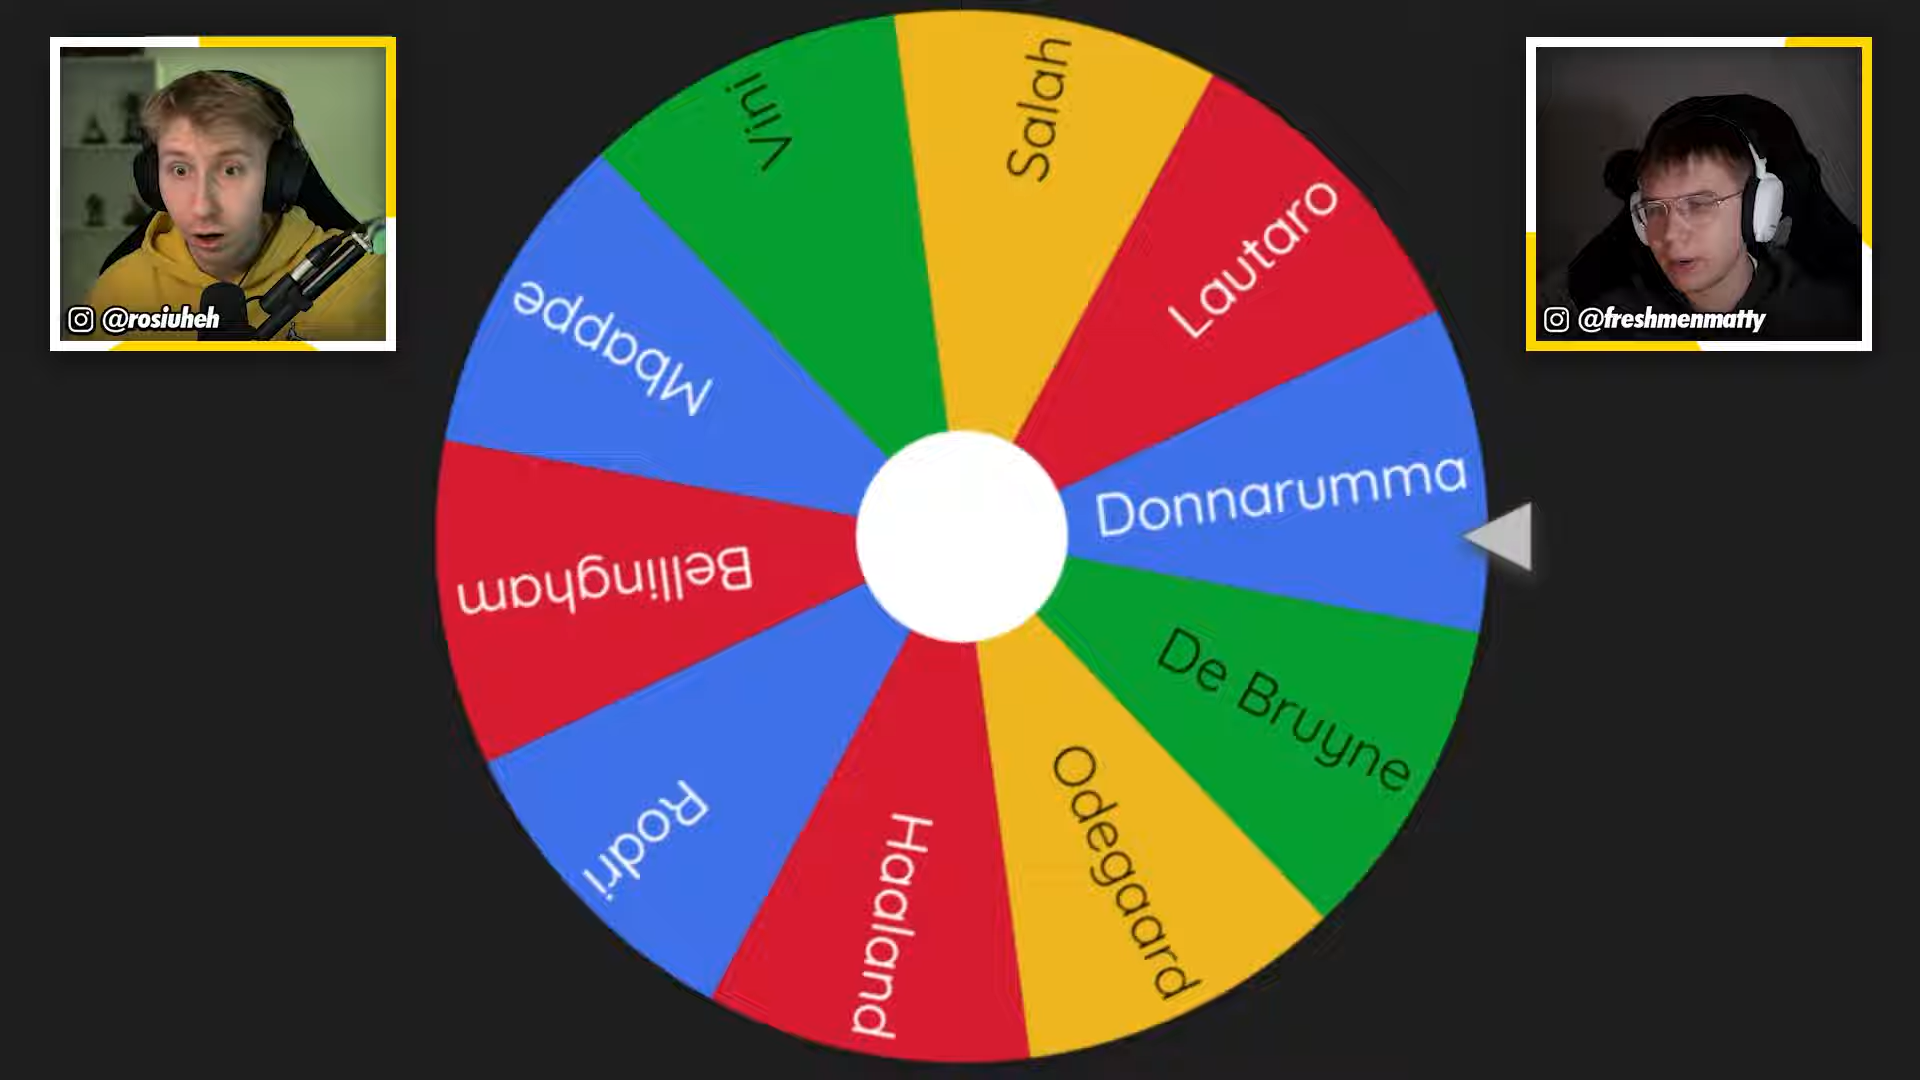 @rosiuheh
@freshmenmatty
Vini
Salah
Lautaro
Donnarumma
De Bruyne
Odegaard
Haaland
Rodri
Bellingham
Mbappe